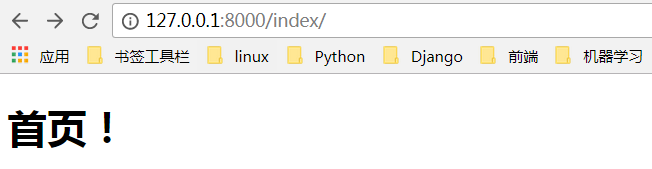 127.0.0.1:8000/index/
应用 书签工具栏 linux Python Django 前端 机器学习
首页！